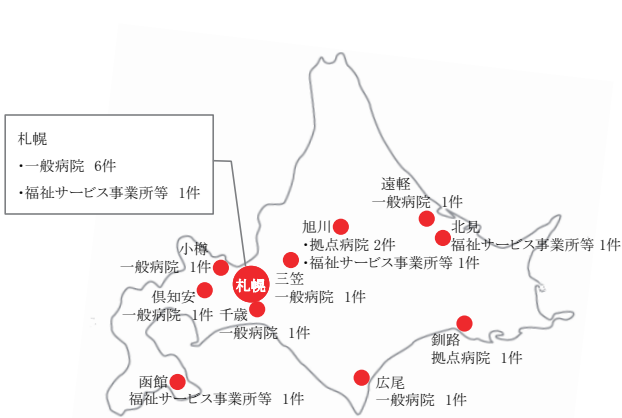 札幌
・一般病院 6件
・福祉サービス事業所等 1件
遠軽
一般病院 1件
旭川
・拠点病院 2件
・福祉サービス事業所等 1件
北見
福祉サービス事業所等 1件
小樽
一般病院 1件
札幌
三笠
一般病院 1件
倶知安
一般病院 1件
千歳
一般病院 1件
釧路
拠点病院 1件
函館
福祉サービス事業所等 1件
広尾
一般病院 1件